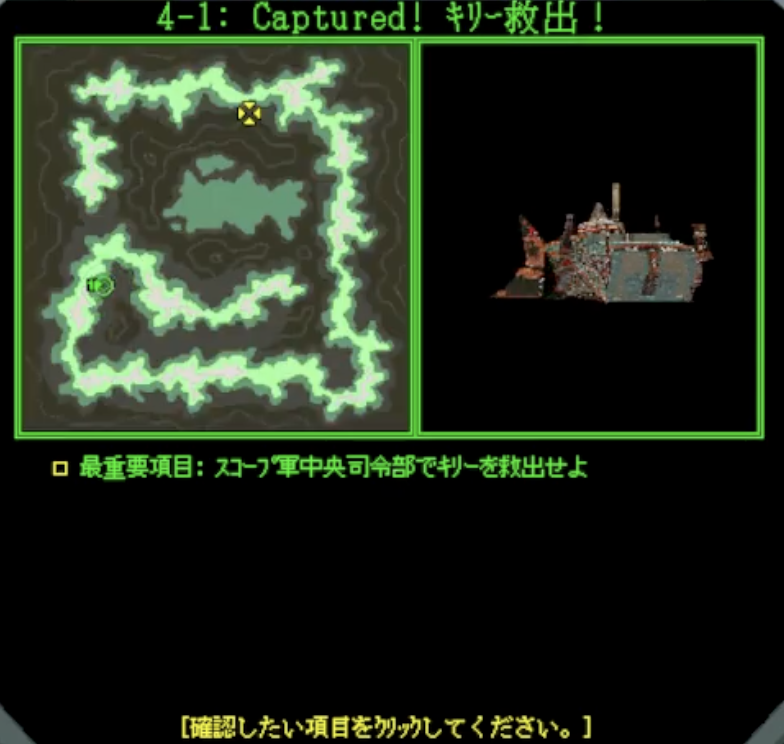 4-1: Captured! ｷﾘｰ救出！
最重要項目: ｽｺｰﾌﾟ軍中央司令部でｷﾘｰを救出せよ
[確認したい項目をｸﾘｯｸしてください。]